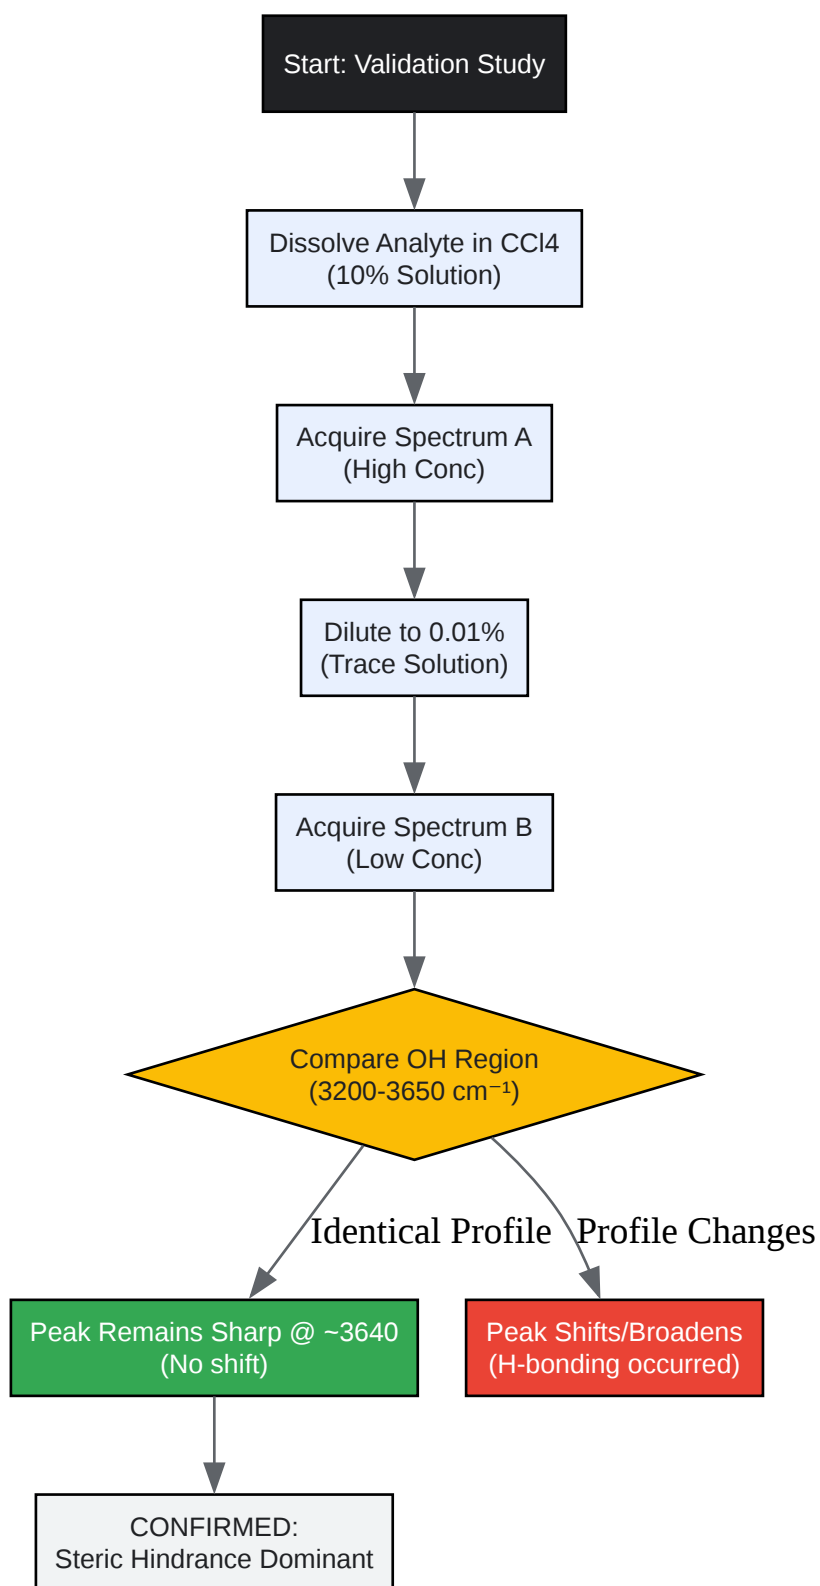 Start: Validation Study
Dissolve Analyte in CCl4
(10% Solution)
Acquire Spectrum A
(High Conc)
Dilute to 0.01%
(Trace Solution)
Acquire Spectrum B
(Low Conc)
Compare OH Region
(3200-3650 cm⁻¹)
Identical Profile
Profile Changes
Peak Remains Sharp @ ~3640
(No shift)
Peak Shifts/Broadens
(H-bonding occurred)
CONFIRMED:
Steric Hindrance Dominant